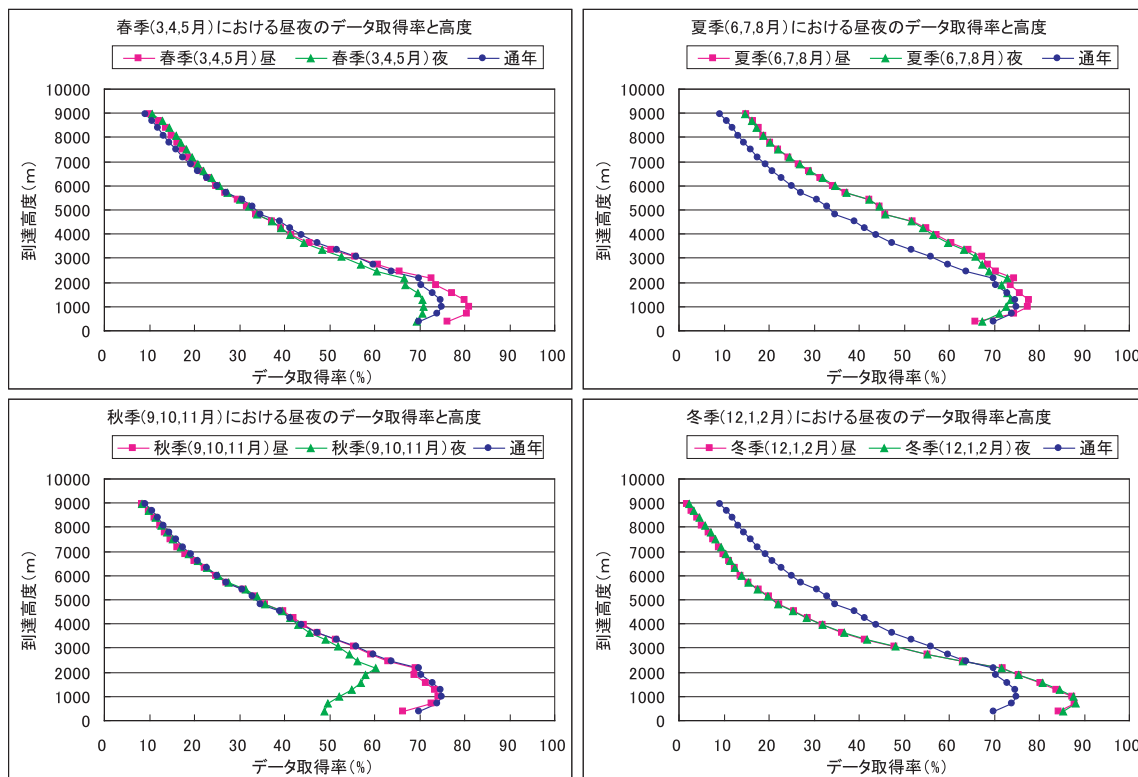 春季(3,4,5月)における昼夜のデータ取得率と高度
春季(3,4,5月)昼 春季(3,4,5月)夜 通年
到達高度(m)
10000
9000
8000
7000
6000
5000
4000
3000
2000
1000
0
0 10 20 30 40 50 60 70 80 90 100
データ取得率(%)
夏季(6,7,8月)における昼夜のデータ取得率と高度
夏季(6,7,8月)昼 夏季(6,7,8月)夜 通年
到達高度(m)
10000
9000
8000
7000
6000
5000
4000
3000
2000
1000
0
0 10 20 30 40 50 60 70 80 90 100
データ取得率(%)
秋季(9,10,11月)における昼夜のデータ取得率と高度
秋季(9,10,11月)昼 秋季(9,10,11月)夜 通年
到達高度(m)
10000
9000
8000
7000
6000
5000
4000
3000
2000
1000
0
0 10 20 30 40 50 60 70 80 90 100
データ取得率(%)
冬季(12,1,2月)における昼夜のデータ取得率と高度
冬季(12,1,2月)昼 冬季(12,1,2月)夜 通年
到達高度(m)
10000
9000
8000
7000
6000
5000
4000
3000
2000
1000
0
0 10 20 30 40 50 60 70 80 90 100
データ取得率(%)